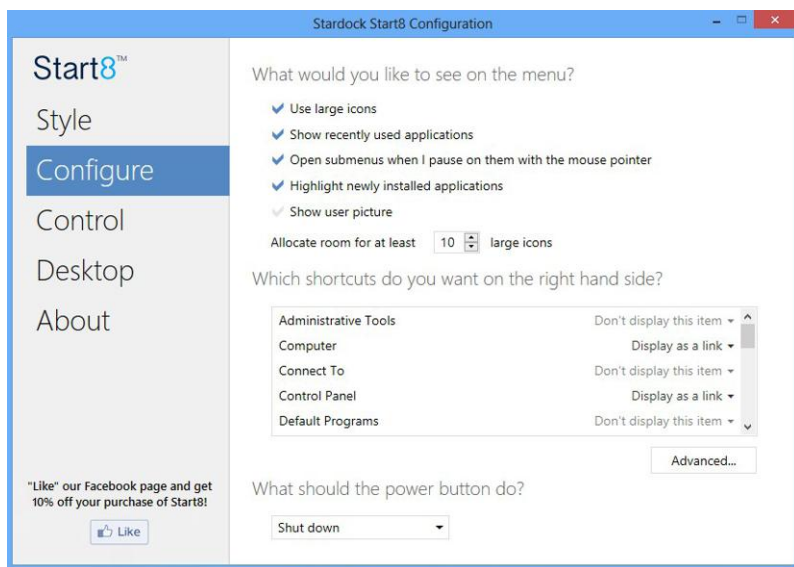 Stardock Start8 Configuration
Start8™
Style
Configure
Control
Desktop
About
"Like" our Facebook page and get
10% off your purchase of Start8!
Like
What would you like to see on the menu?
Use large icons
Show recently used applications
Open submenus when I pause on them with the mouse pointer
Highlight newly installed applications
Show user picture
Allocate room for at least 10 large icons
Which shortcuts do you want on the right hand side?
Administrative Tools Don't display this item
Computer Display as a link
Connect To Don't display this item
Control Panel Display as a link
Default Programs Don't display this item
Advanced...
What should the power button do?
Shut down